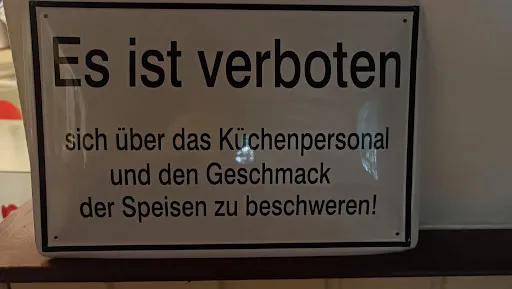 Es ist verboten
sich über das Küchenpersonal
und den Geschmack
der Speisen zu beschweren!